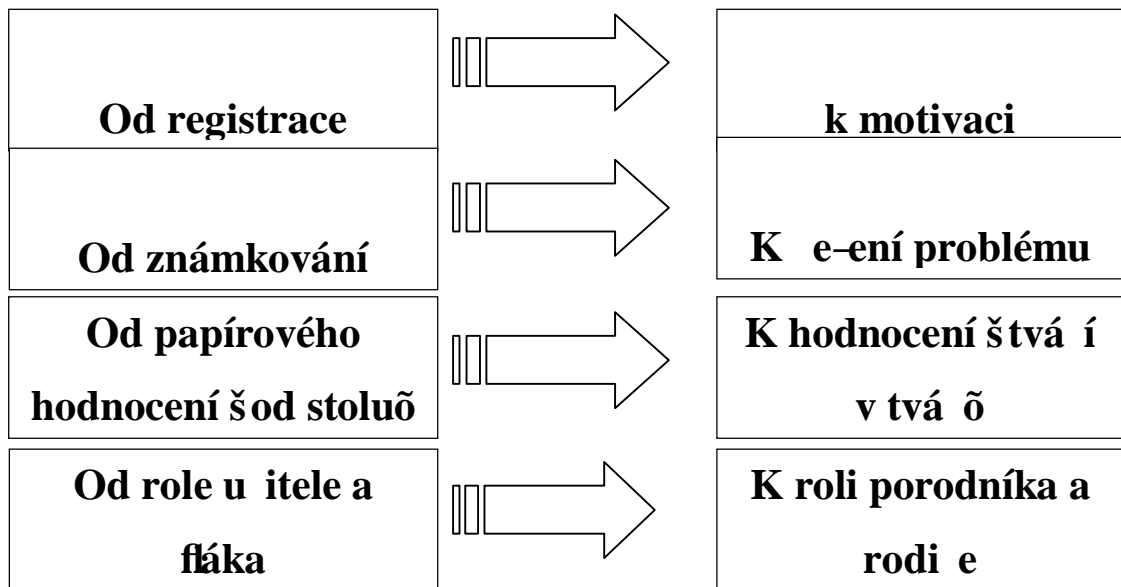 Od registrace
k motivaci
Od známkování
K e–ení problému
Od papírového
hodnocení šod stoluõ
K hodnocení štvá í
v tvá õ
Od role u itele a
fláka
K roli porodníka a
rodi e